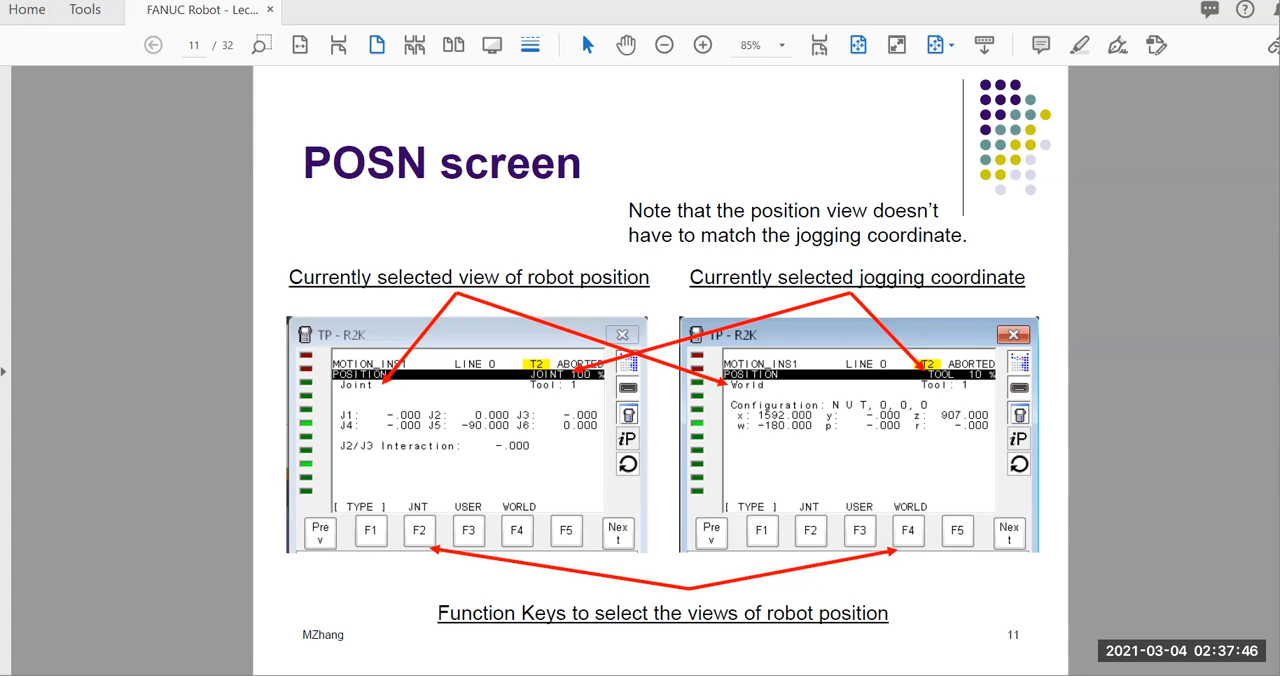 Home Tools FANUC Robot - Lec... ×
11 / 32 85%
POSN screen
Note that the position view doesn't
have to match the jogging coordinate.
Currently selected view of robot position
Currently selected jogging coordinate
TP - R2K
MOTION_INS1 LINE 0 T2 ABORTED
POSITION JOINT 100 %
Joint Tool: 1
J1: -.000 J2: .0.000 J3: -.000
J4: -.000 J5: -90.000 J6: 0.000
J2/J3 Interaction: -.000
[ TYPE ] JNT USER WORLD
Prev F1 F2 F3 F4 F5 Next
iP
TP - R2K
MOTION_INS1 LINE 0 T2 ABORTED
POSITION TOOL 10 %
World Tool: 1
Configuration: N U T, 0, 0, 0
x: 1592.000 y: -.000 z: 907.000
w: -180.000 p: -.000 r: -.000
[ TYPE ] JNT USER WORLD
Prev F1 F2 F3 F4 F5 Next
iP
Function Keys to select the views of robot position
MZhang 11
2021-03-04 02:37:46